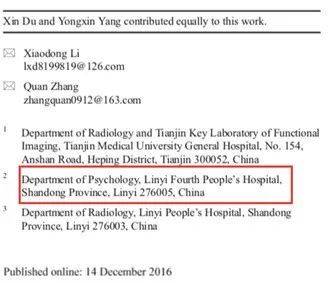 Xin Du and Yongxin Yang contributed equally to this work.
Xiaodong Li
lxd8199819@126.com
Quan Zhang
zhangquan0912@163.com
1 Department of Radiology and Tianjin Key Laboratory of Functional
Imaging, Tianjin Medical University General Hospital, No. 154,
Anshan Road, Heping District, Tianjin 300052, China
2 Department of Psychology, Linyi Fourth People's Hospital,
Shandong Province, Linyi 276005, China
3 Department of Radiology, Linyi People's Hospital, Shandong
Province, Linyi 276003, China
Published online: 14 December 2016